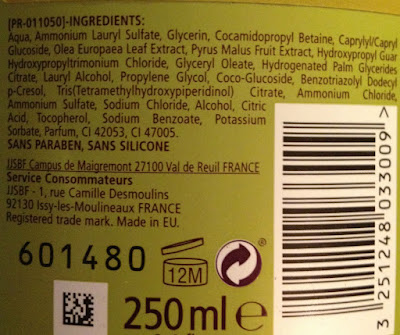 [PR-011050]-INGREDIENTS:
Aqua, Ammonium Lauryl Sulfate, Glycerin, Cocamidopropyl Betaine, Caprylyl/Capryl
Glucoside, Olea Europaea Leaf Extract, Pyrus Malus Fruit Extract, Hydroxypropyl Guar
Hydroxypropyltrimonium Chloride, Glyceryl Oleate, Hydrogenated Palm Glycerides
Citrate, Lauryl Alcohol, Propylene Glycol, Coco-Glucoside, Benzotriazolyl Dodecyl
p-Cresol, Tris(Tetramethylhydroxypiperidinol) Citrate, Ammonium Chloride,
Ammonium Sulfate, Sodium Chloride, Alcohol, Citric
Acid, Tocopherol, Sodium Benzoate, Potassium
Sorbate, Parfum, CI 42053, CI 47005.
SANS PARABEN, SANS SILICONE
JJSBF Campus de Maigremont 27100 Val de Reuil FRANCE
Service Consommateurs
JJSBF - 1, rue Camille Desmoulins
92130 Issy-les-Moulineaux FRANCE
Registered trade mark. Made in EU.
601480
12M
250 ml e
3 251248 033009 >